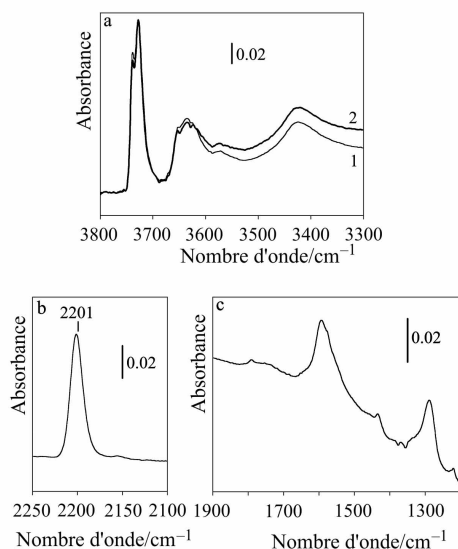 a
0.02
Absorbance
2
1
3800 3700 3600 3500 3400 3300
Nombre d'onde/cm⁻¹
b
2201
0.02
Absorbance
2250 2200 2150 2100
Nombre d'onde/cm⁻¹
c
0.02
Absorbance
1900 1700 1500 1300
Nombre d'onde/cm⁻¹